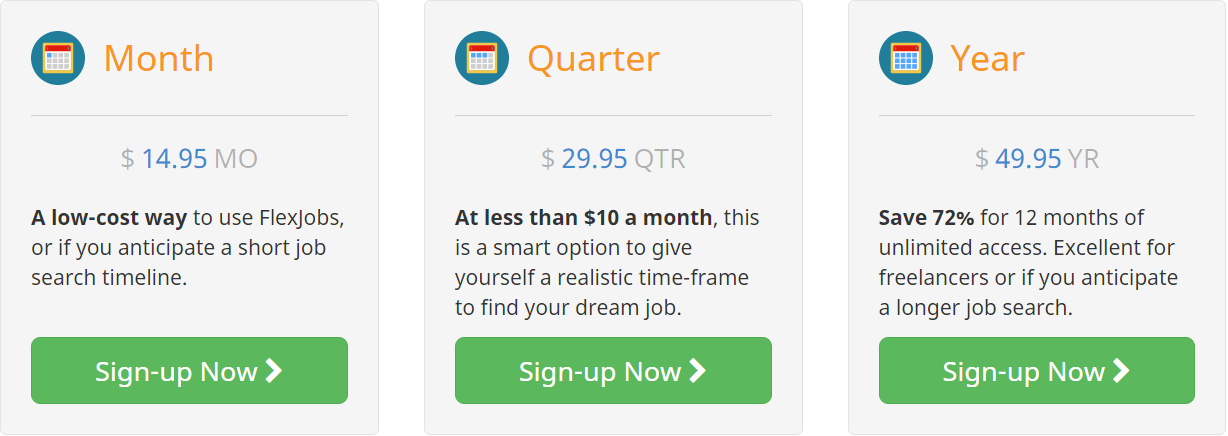 Month
$ 14.95 MO
A low-cost way to use FlexJobs,
or if you anticipate a short job
search timeline.
Sign-up Now
Quarter
$ 29.95 QTR
At less than $10 a month, this
is a smart option to give
yourself a realistic time-frame
to find your dream job.
Sign-up Now
Year
$ 49.95 YR
Save 72% for 12 months of
unlimited access. Excellent for
freelancers or if you anticipate
a longer job search.
Sign-up Now